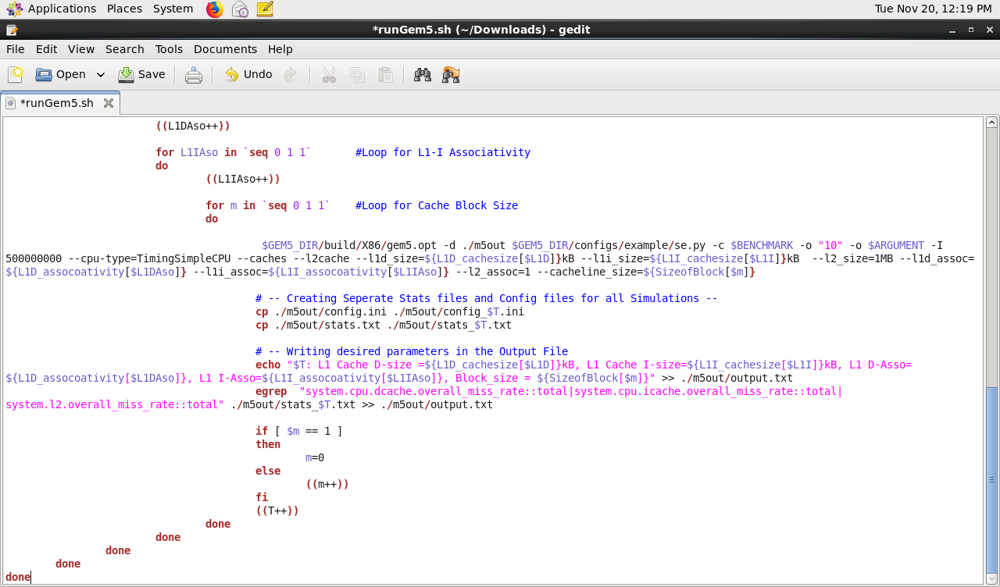 Applications Places System Tue Nov 20, 12:19 PM
*runGem5.sh (~/Downloads) - gedit
File Edit View Search Tools Documents Help
Open Save Undo
*runGem5.sh
((L1DAso++))
for L1IAso in `seq 0 1 1` #Loop for L1-I Associativity
do
((L1IAso++))
for m in `seq 0 1 1` #Loop for Cache Block Size
do
$GEM5_DIR/build/X86/gem5.opt -d ./m5out $GEM5_DIR/configs/example/se.py -c $BENCHMARK -o "10" -o $ARGUMENT -I
500000000 --cpu-type=TimingSimpleCPU --caches --l2cache --l1d_size=${L1D_cachesize[$L1D]}kB --l1i_size=${L1I_cachesize[$L1I]}kB  --l2_size=1MB --l1d_assoc=
${L1D_assocoativity[$L1DAso]} --l1i_assoc=${L1I_assocoativity[$L1IAso]} --l2_assoc=1 --cacheline_size=${SizeofBlock[$m]}
# -- Creating Seperate Stats files and Config files for all Simulations --
cp ./m5out/config.ini ./m5out/config_$T.ini
cp ./m5out/stats.txt ./m5out/stats_$T.txt
# -- Writing desired parameters in the Output File
echo "$T: L1 Cache D-size =${L1D_cachesize[$L1D]}kB, L1 Cache I-size=${L1I_cachesize[$L1I]}kB, L1 D-Asso=
${L1D_assocoativity[$L1DAso]}, L1 I-Asso=${L1I_assocoativity[$L1IAso]}, Block_size = ${SizeofBlock[$m]}" >> ./m5out/output.txt
egrep  "system.cpu.dcache.overall_miss_rate::total|system.cpu.icache.overall_miss_rate::total|
system.l2.overall_miss_rate::total" ./m5out/stats_$T.txt >> ./m5out/output.txt
if [ $m == 1 ]
then
m=0
else
((m++))
fi
((T++))
done
done
done
done
done